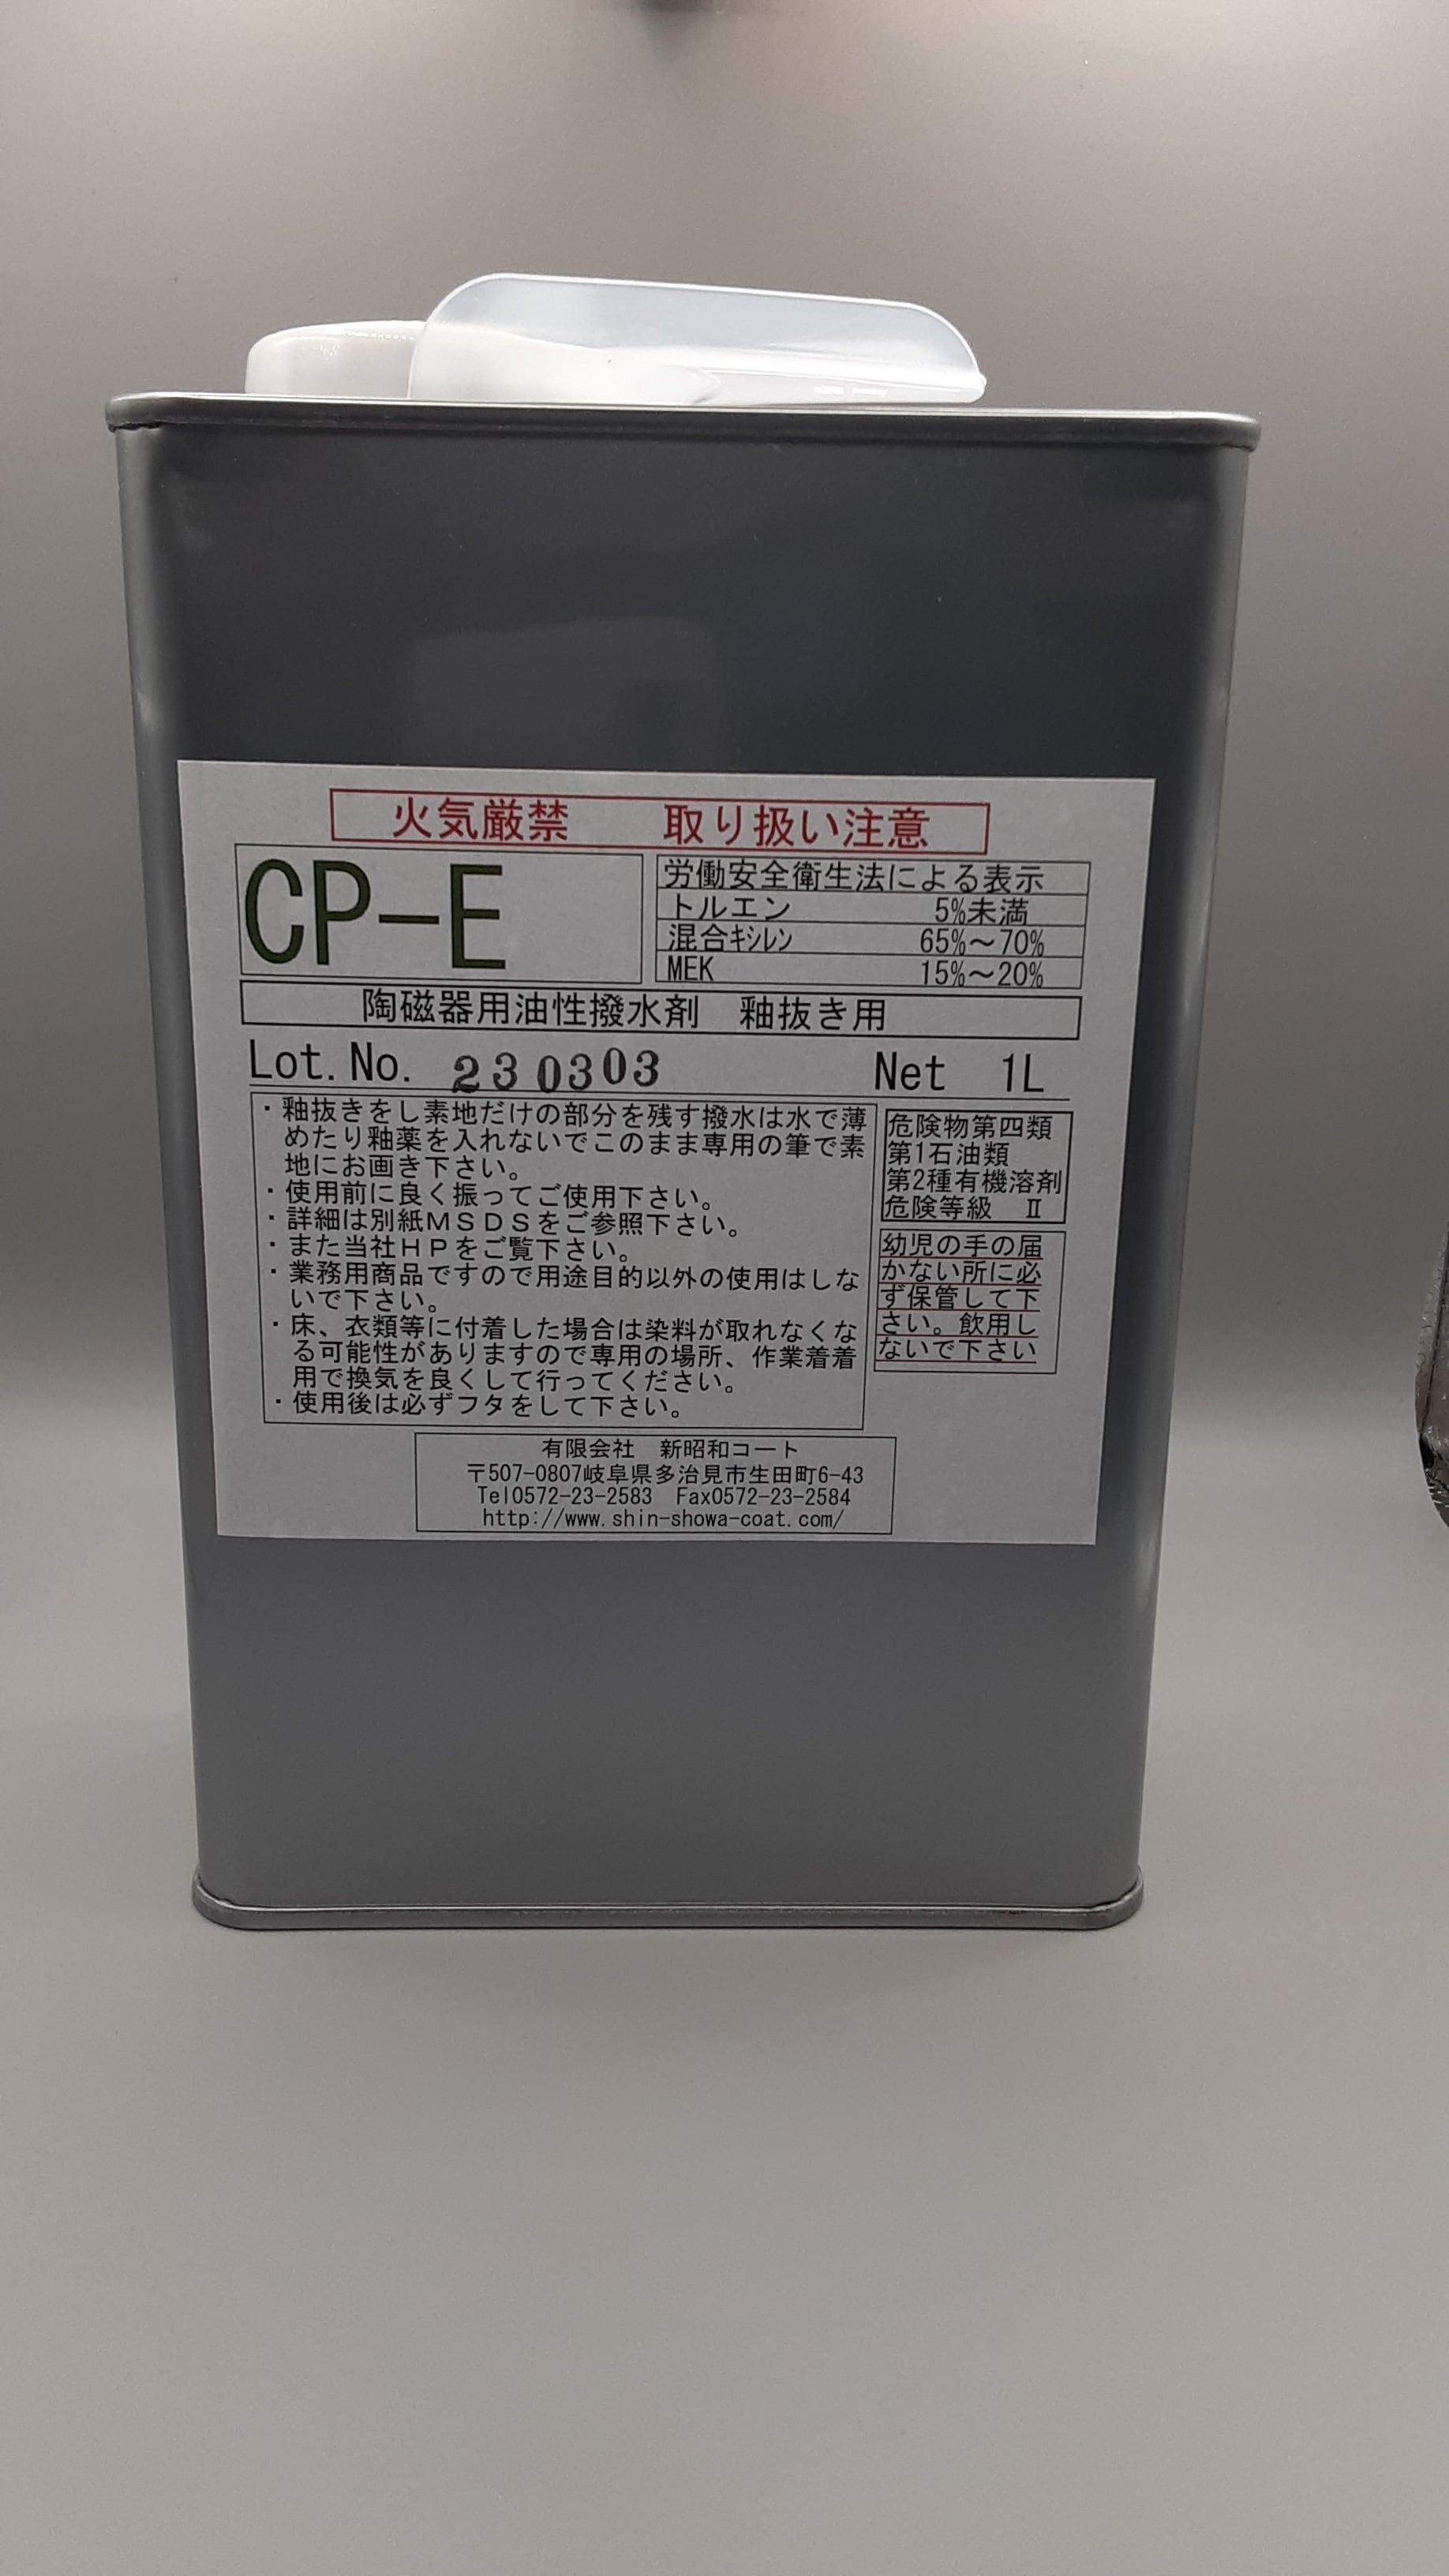 火気厳禁　取り扱い注意
CP-E
労働安全衛生法による表示
トルエン 5%未満
混合ｷｼﾚﾝ 65%～70%
MEK 15%～20%
陶磁器用油性撥水剤　釉抜き用
Lot.No. 230303 Net 1L
・釉抜きをし素地だけの部分を残す撥水は水で薄
めたり釉薬を入れないでこのまま専用の筆で素
地にお画き下さい。
・使用前に良く振ってご使用下さい。
・詳細は別紙ＭＳＤＳをご参照下さい。
・また当社ＨＰをご覧下さい。
・業務用商品ですので用途目的以外の使用はしな
いで下さい。
・床、衣類等に付着した場合は染料が取れなくな
る可能性がありますので専用の場所、作業着着
用で換気を良くして行ってください。
・使用後は必ずフタをして下さい。
危険物第四類
第1石油類
第2種有機溶剤
危険等級　Ⅱ
幼児の手の届
かない所に必
ず保管して下
さい。飲用し
ないで下さい
有限会社　新昭和コート
〒507-0807岐阜県多治見市生田町6-43
Tel0572-23-2583 Fax0572-23-2584
http://www.shin-showa-coat.com/